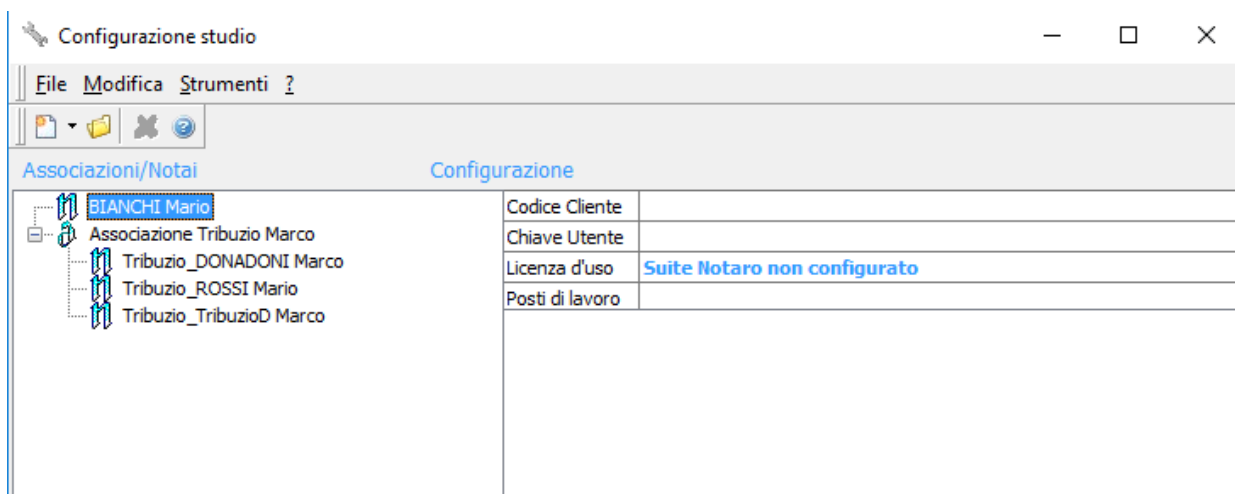 Configurazione studio
File Modifica Strumenti ?
Associazioni/Notai Configurazione
BIANCHI Mario
Associazione Tribuzio Marco
Tribuzio_DONADONI Marco
Tribuzio_ROSSI Mario
Tribuzio_TribuzioD Marco
Codice Cliente
Chiave Utente
Licenza d'uso Suite Notaro non configurato
Posti di lavoro